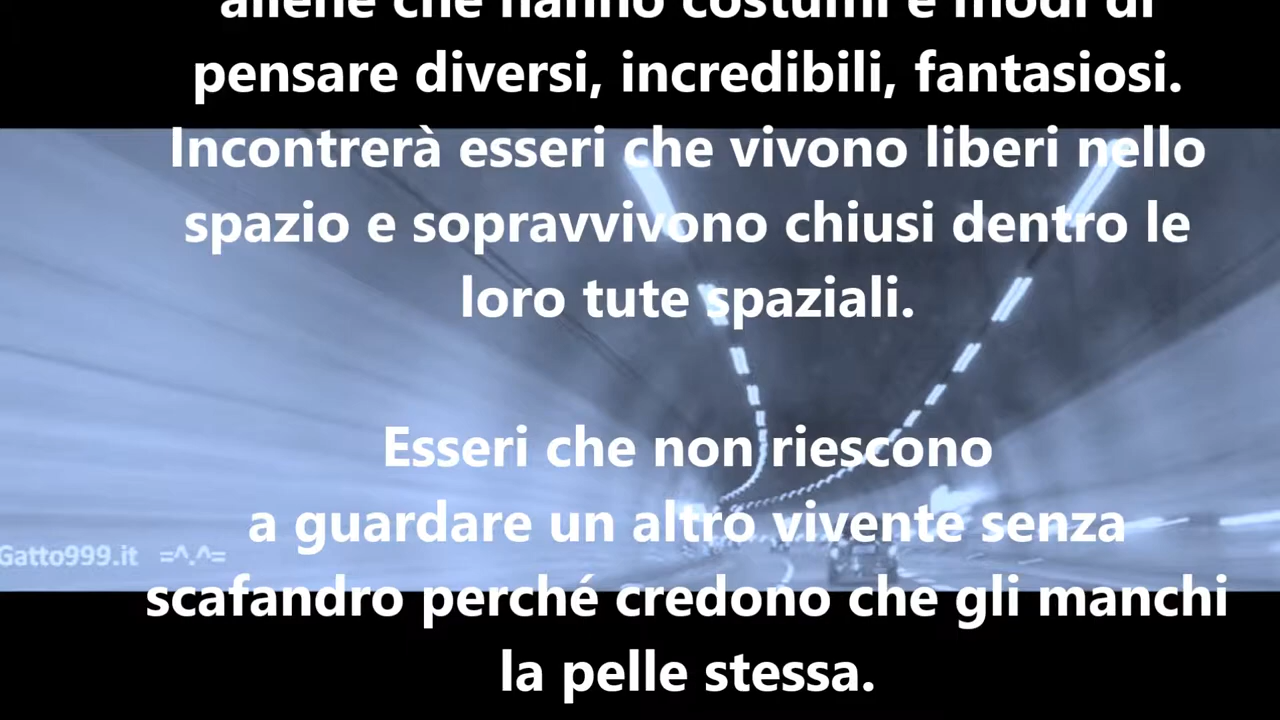 aliene che hanno costumi e modi di
pensare diversi, incredibili, fantasiosi.
Incontrerà esseri che vivono liberi nello
spazio e sopravvivono chiusi dentro le
loro tute spaziali.
Esseri che non riescono
a guardare un altro vivente senza
scafandro perché credono che gli manchi
la pelle stessa.
Gatto999.it =^.^=